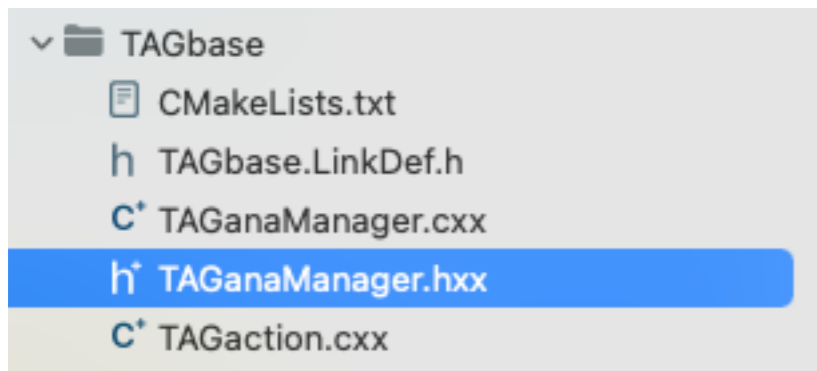 TAGbase
CMakeLists.txt
h TAGbase.LinkDef.h
C+ TAGanaManager.cxx
h+ TAGanaManager.hxx
C+ TAGaction.cxx